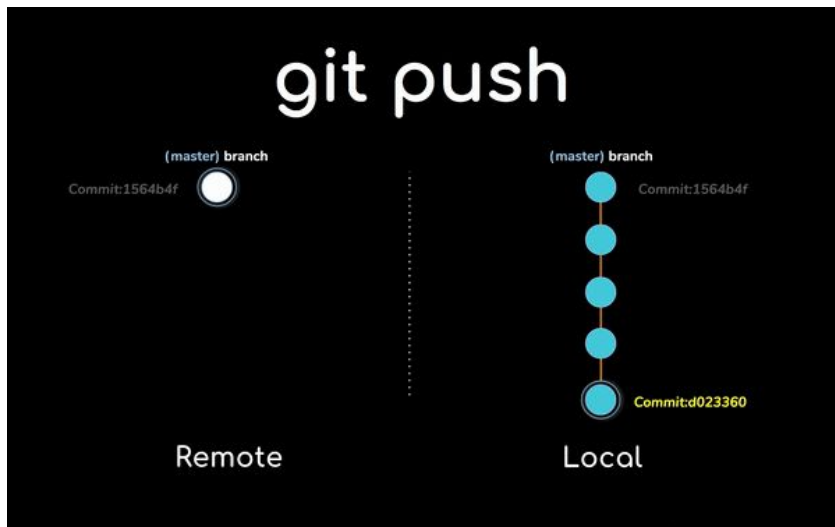 git push
(master) branch
Commit:1564b4f
Remote
(master) branch
Commit:1564b4f
Commit:d023360
Local